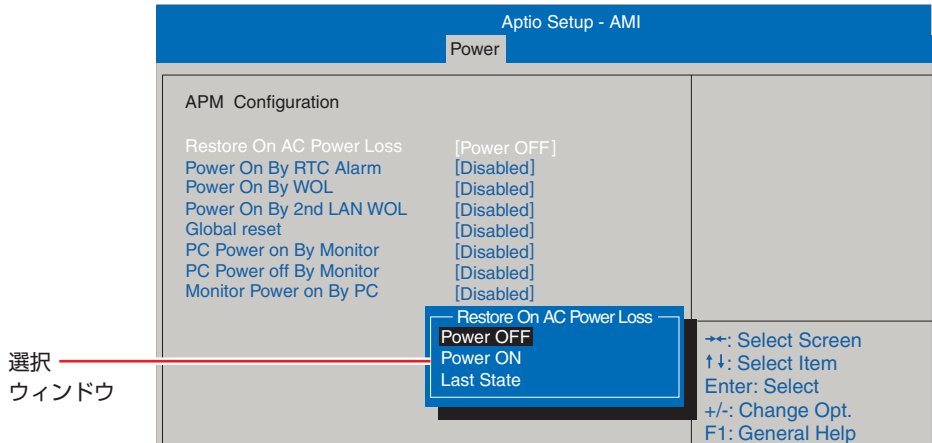 Aptio Setup - AMI
Power
APM Configuration
Restore On AC Power Loss [Power OFF]
Power On By RTC Alarm [Disabled]
Power On By WOL [Disabled]
Power On By 2nd LAN WOL [Disabled]
Global reset [Disabled]
PC Power on By Monitor [Disabled]
PC Power off By Monitor [Disabled]
Monitor Power on By PC [Disabled]
Restore On AC Power Loss
Power OFF
Power ON
Last State
選択
ウィンドウ
→←: Select Screen
↑↓: Select Item
Enter: Select
+/-: Change Opt.
F1: General Help